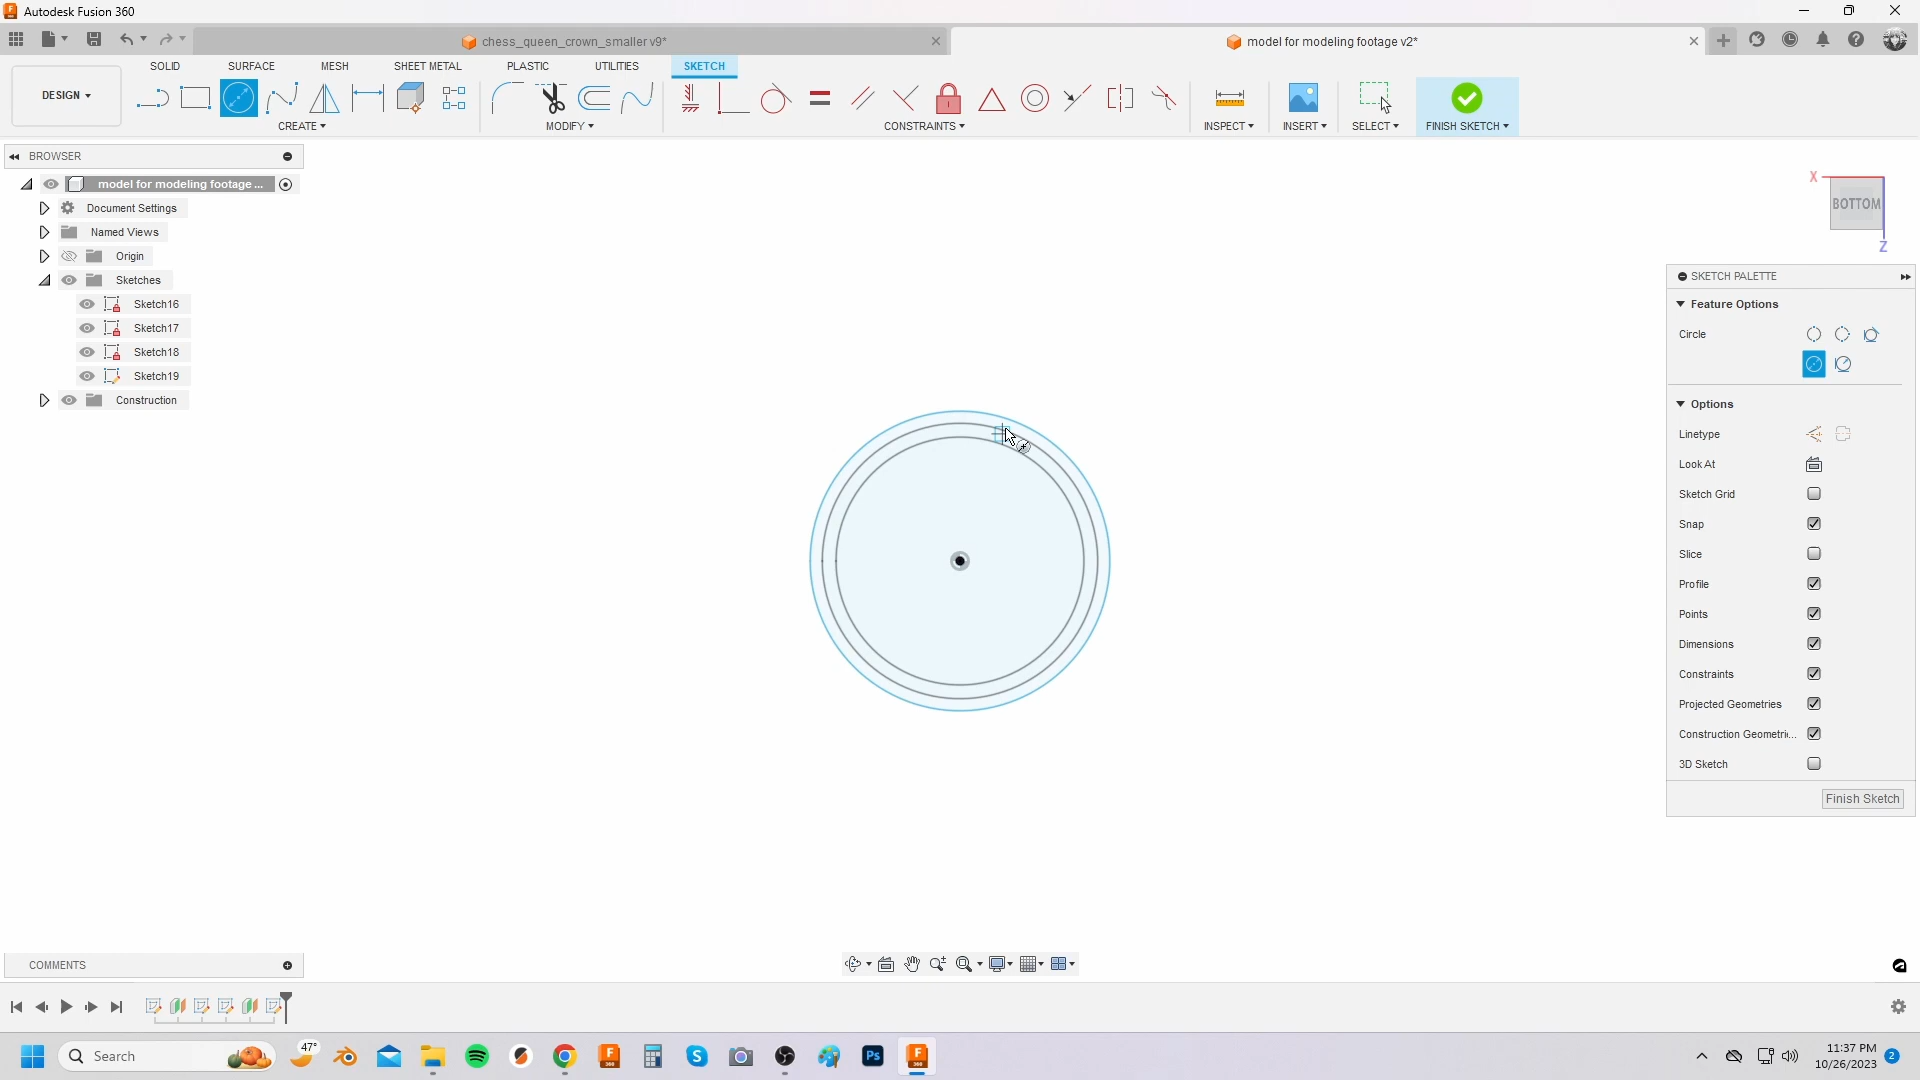 Autodesk Fusion 360
chess_queen_crown_smaller v9*
model for modeling footage v2*
SOLID
SURFACE
MESH
SHEET METAL
PLASTIC
UTILITIES
SKETCH
DESIGN
CREATE
MODIFY
CONSTRAINTS
INSPECT
INSERT
SELECT
FINISH SKETCH
BROWSER
model for modeling footage ...
Document Settings
Named Views
Origin
Sketches
Sketch16
Sketch17
Sketch18
Sketch19
Construction
X
BOTTOM
Z
SKETCH PALETTE
Feature Options
Circle
Options
Linetype
Look At
Sketch Grid
Snap
Slice
Profile
Points
Dimensions
Constraints
Projected Geometries
Construction Geometri...
3D Sketch
Finish Sketch
COMMENTS
Search
47°
Ps
11:37 PM
10/26/2023
2